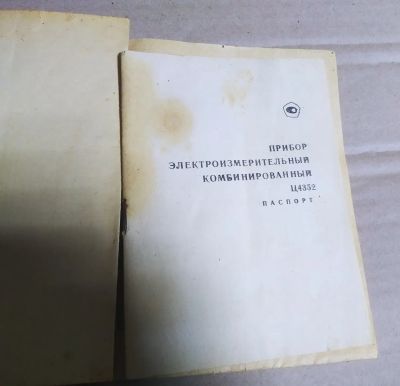 ПРИБОР
ЭЛЕКТРОИЗМЕРИТЕЛЬНЫЙ
КОМБИНИРОВАННЫЙ
Ц4352
ПАСПОРТ